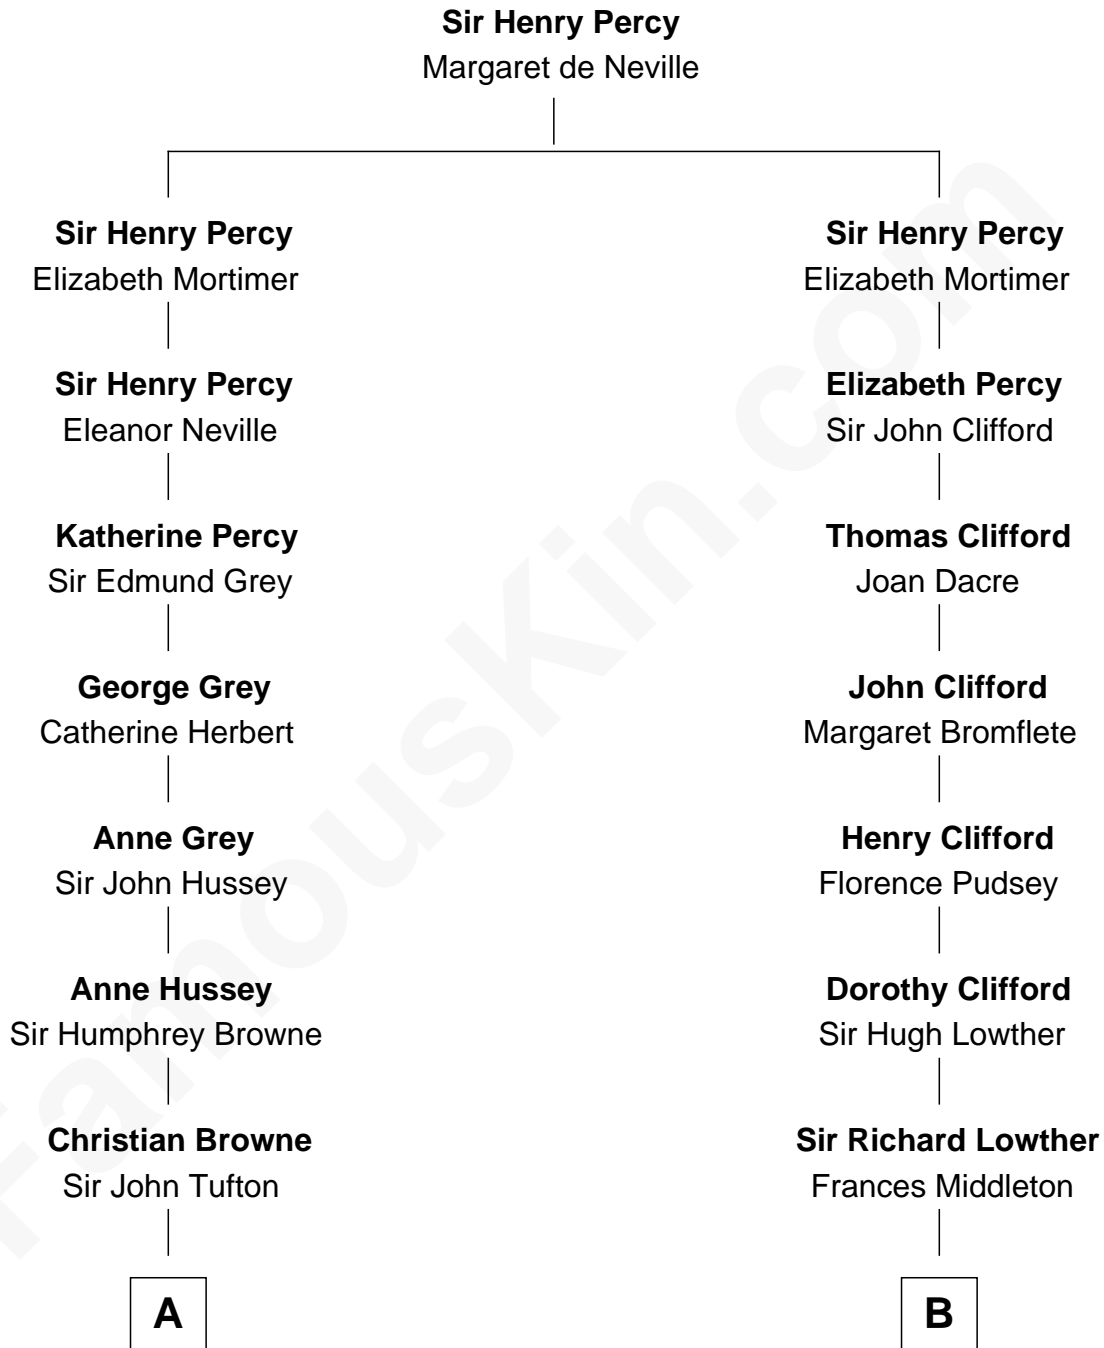 Sir Henry Percy
Margaret de Neville
Sir Henry Percy
Elizabeth Mortimer
Sir Henry Percy
Elizabeth Mortimer
Sir Henry Percy
Eleanor Neville
Elizabeth Percy
Sir John Clifford
Katherine Percy
Sir Edmund Grey
Thomas Clifford
Joan Dacre
George Grey
Catherine Herbert
John Clifford
Margaret Bromflete
Anne Grey
Sir John Hussey
Henry Clifford
Florence Pudsey
Anne Hussey
Sir Humphrey Browne
Dorothy Clifford
Sir Hugh Lowther
Christian Browne
Sir John Tufton
Sir Richard Lowther
Frances Middleton
A
B
FamousKin.com